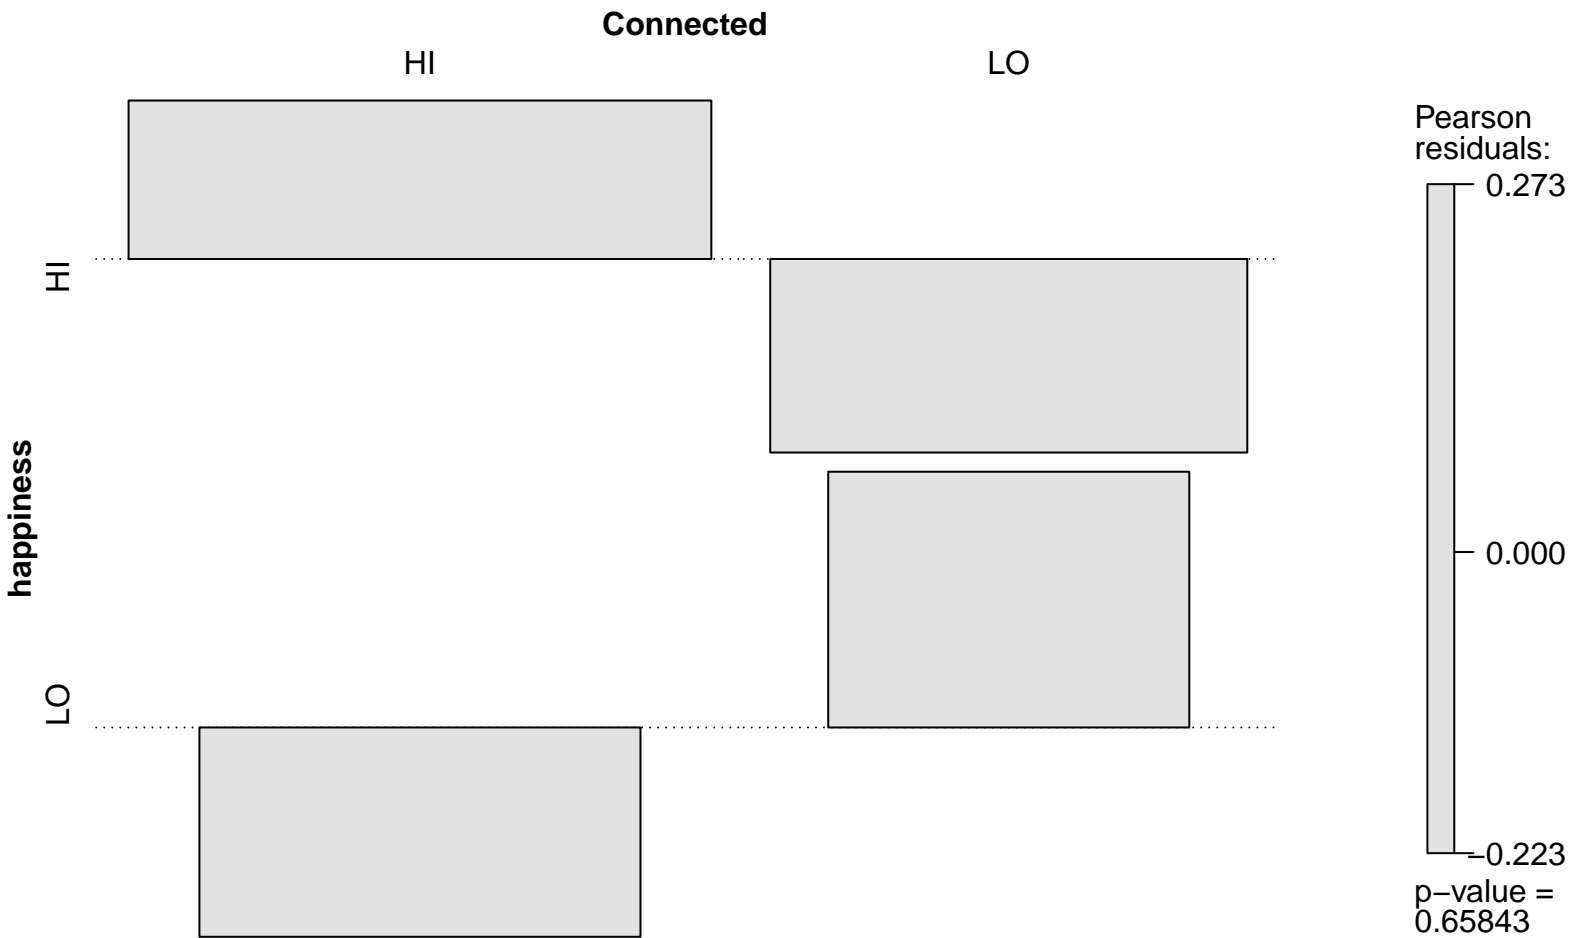 Connected
HI
LO
HI
happiness
LO
Pearson
residuals:
0.273
0.000
−0.223
p−value =
0.65843